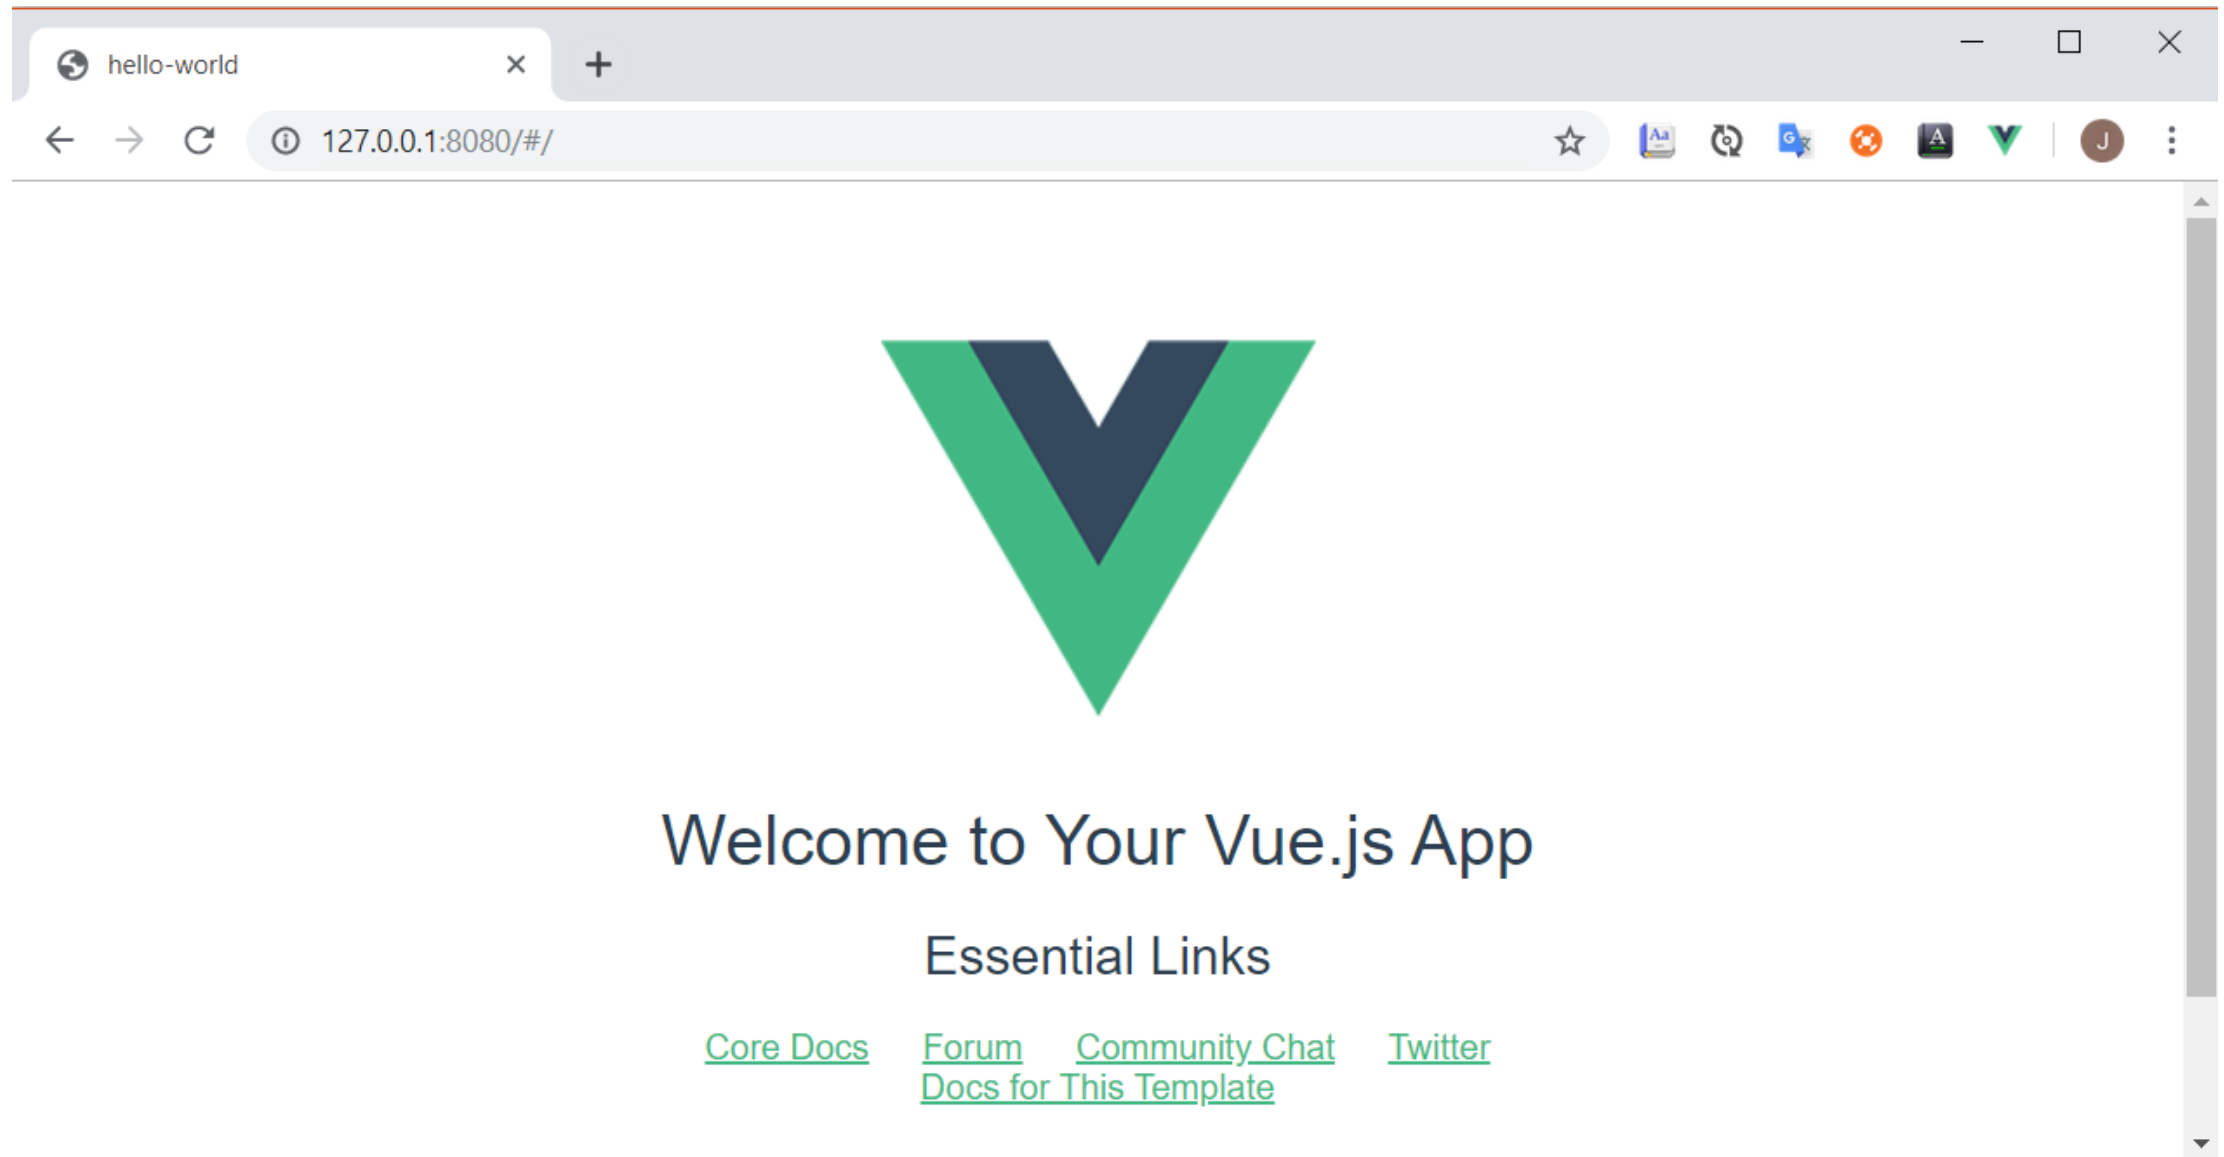 hello-world
127.0.0.1:8080/#/
J
Welcome to Your Vue.js App
Essential Links
Core Docs Forum Community Chat Twitter
Docs for This Template